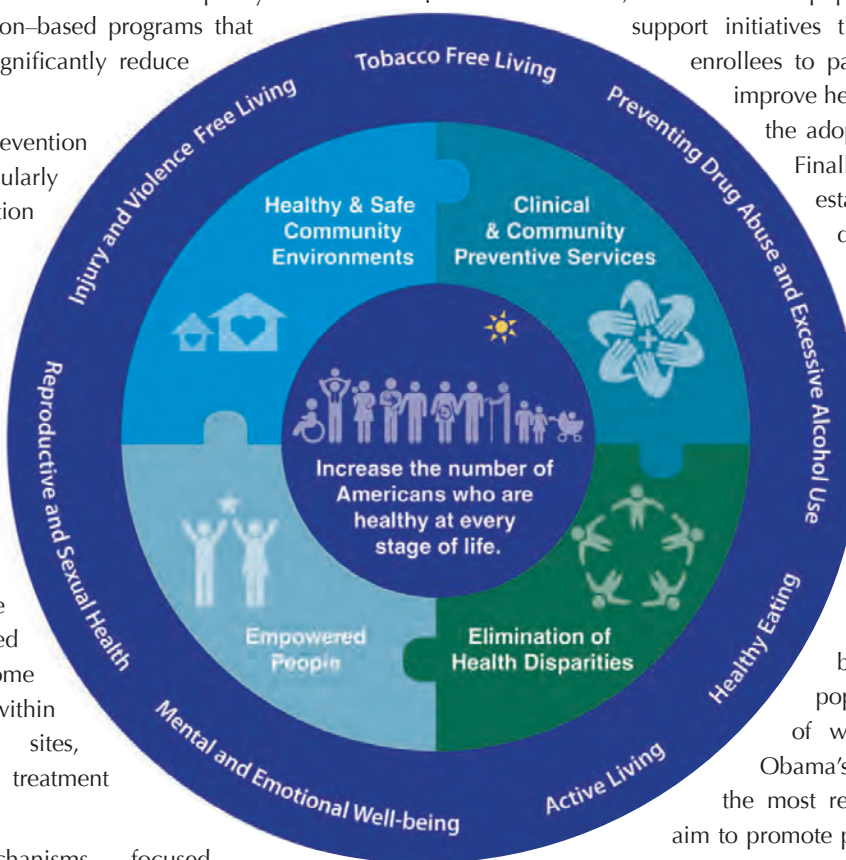 on–based programs that
support initiatives
gnificantly reduce
enrollees to
improve
evention
the
ularly
Finall
tion
Tobacco Free Living
Preventing Drug Abuse and Excessive Alcohol Use
Healthy Eating
Active Living
Mental and Emotional Well-being
Reproductive and Sexual Health
Injury and Violence Free Living
Healthy & Safe
Community
Environments
Clinical
& Community
Preventive Services
Increase the number of
Americans who are
healthy at every
stage of life.
Empowered
People
Elimination of
Health Disparities
ed
ome
within
sites,
treatment
chanisms focused
pop
of w
Obama's
the most re
aim to promote p